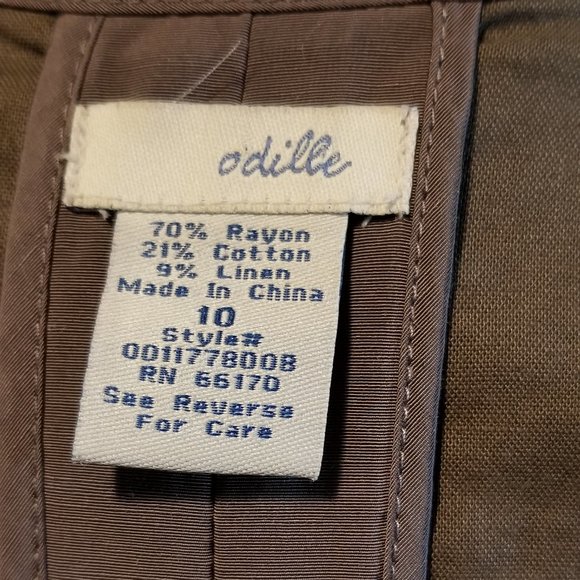 odille
70% Rayon
21% Cotton
9% Linen
Made In China
10
Style#
0011778008
RN 66170
See Reverse
For Care